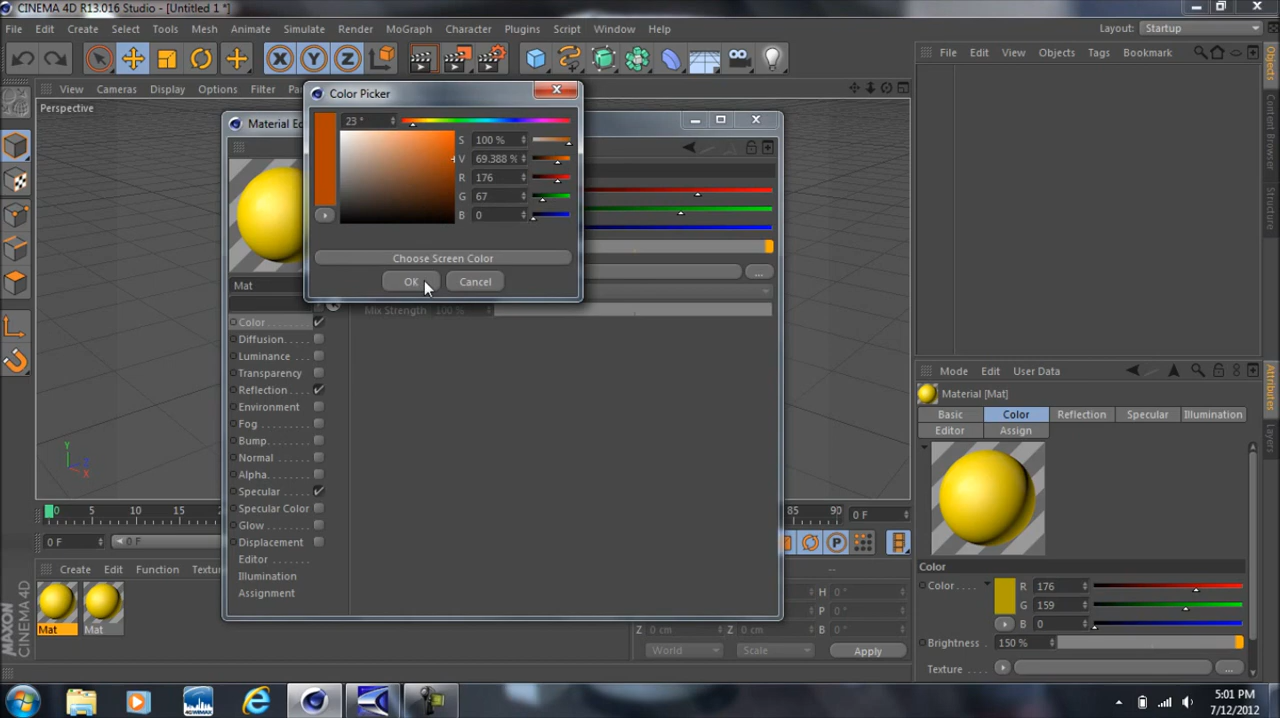 CINEMA 4D R13.016 Studio - [Untitled 1 *]
File Edit Create Select Tools Mesh Animate Simulate Render MoGraph Character Plugins Script Window Help
Layout: Startup
View Cameras Display Options Filter
File Edit View Objects Tags Bookmark
Objects
Perspective
Color Picker
Material
23 °
S 100 %
V 69.388 %
R 176
G 67
B 0
Choose Screen Color
OK Cancel
...
Mat
Mix Strength 100 %
Color
Diffusion
Luminance
Transparency
Reflection
Environment
Fog
Bump
Normal
Alpha
Specular
Specular Color
Glow
Displacement
Editor
Illumination
Assignment
Y
Z
X
Mode Edit User Data
Attributes
Layers
Material [Mat]
Basic Color Reflection Specular Illumination
Editor Assign
Color
Color R 176
G 159
B 0
Brightness 150 %
Texture ...
0 5 10 15 85 90 0 F
0 F 0 F
P
Create Edit Function
--
H 0 °
P 0 °
Z 0 cm Z 0 cm B 0 °
World Scale Apply
Mat Mat
MAXON
CINEMA 4D
5:01 PM
7/12/2012